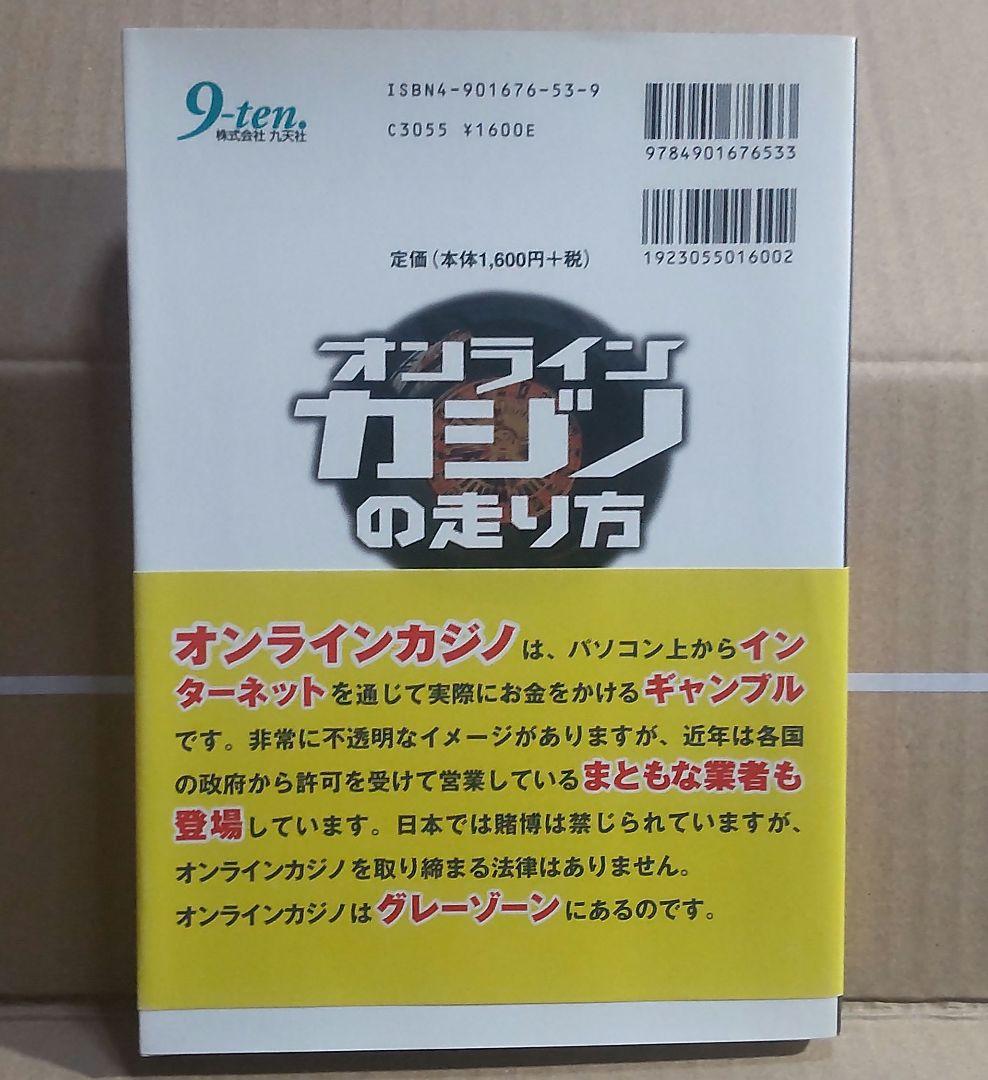 9-ten.
株式会社 九天社
ISBN4-901676-53-9
C3055 ¥1600E
9784901676533
1923055016002
定価(本体1,600円+税)
オンライン
カジノ
の走り方
オンラインカジノは、パソコン上からイン
ターネットを通じて実際にお金をかけるギャンブル
です。非常に不透明なイメージがありますが、近年は各国
の政府から許可を受けて営業しているまともな業者も
登場しています。日本では賭博は禁じられていますが、
オンラインカジノを取り締まる法律はありません。
オンラインカジノはグレーゾーンにあるのです。